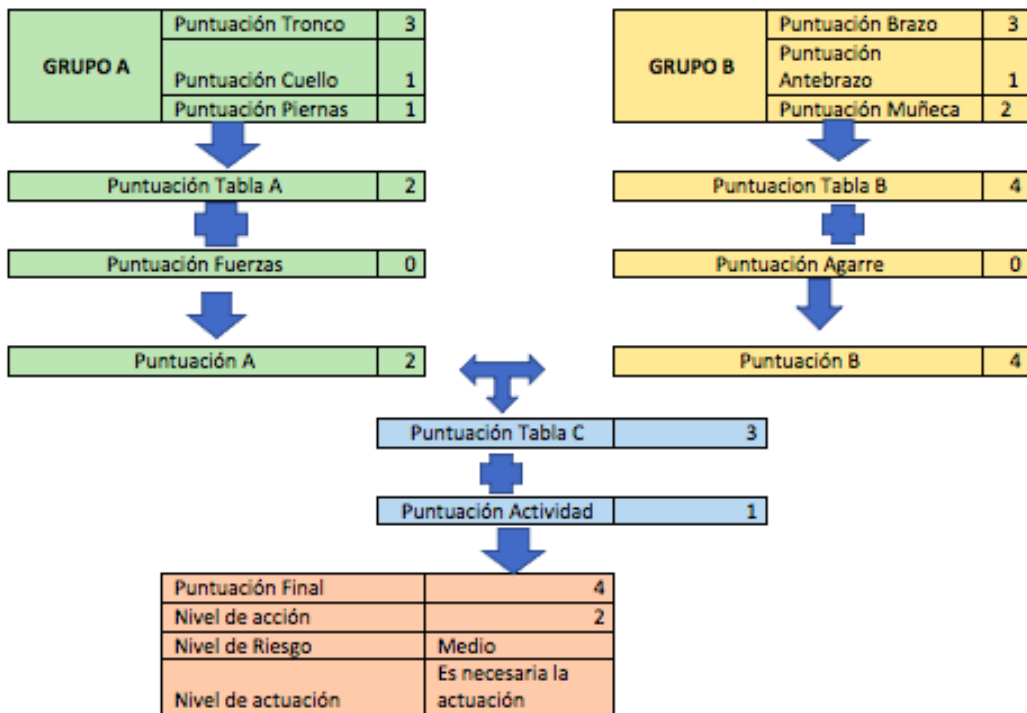 GRUPO A
Puntuación Tronco 3
Puntuación Cuello 1
Puntuación Piernas 1
Puntuación Tabla A 2
Puntuación Fuerzas 0
Puntuación A 2
GRUPO B
Puntuación Brazo 3
Puntuación
Antebrazo 1
Puntuación Muñeca 2
Puntuacion Tabla B 4
Puntuación Agarre 0
Puntuación B 4
Puntuación Tabla C 3
Puntuación Actividad 1
Puntuación Final 4
Nivel de acción 2
Nivel de Riesgo Medio
Nivel de actuación Es necesaria la
actuación